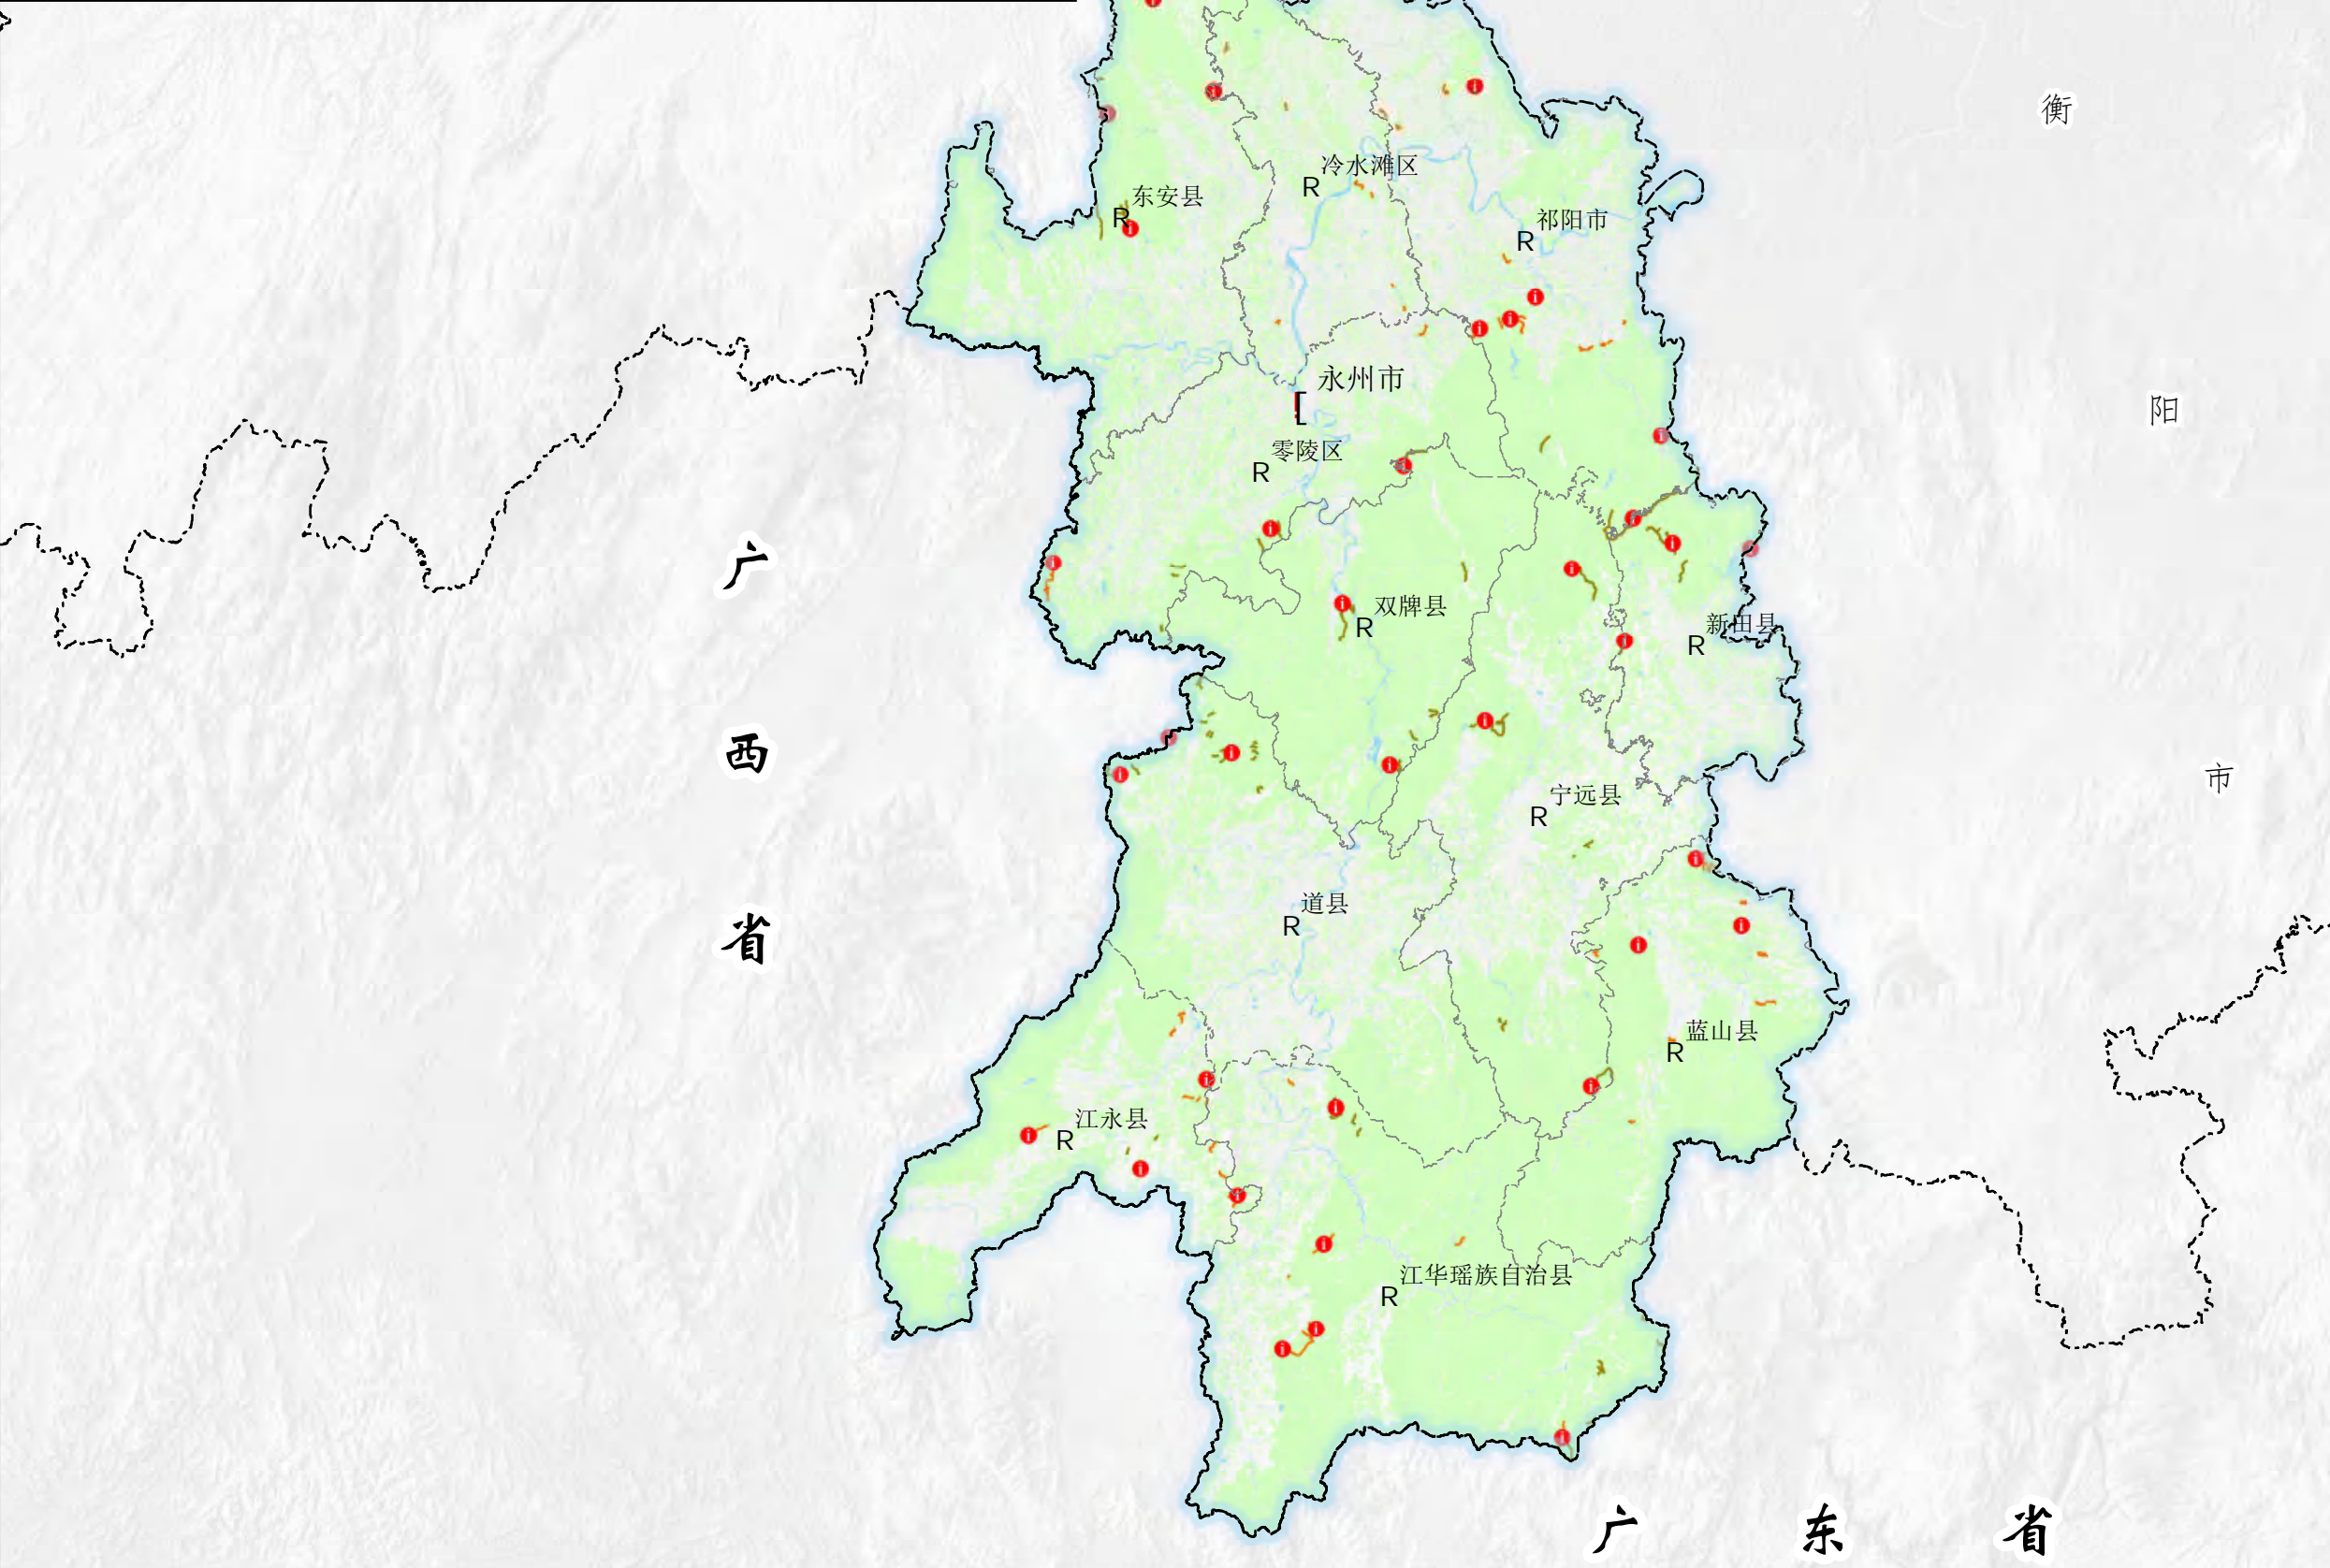 衡
阳
市
冷水滩区
R
东安县
R
祁阳市
R
永州市
[
零陵区
R
双牌县
R
新田县
R
宁远县
R
道县
R
蓝山县
R
江永县
R
江华瑶族自治县
R
广
西
省
广东省